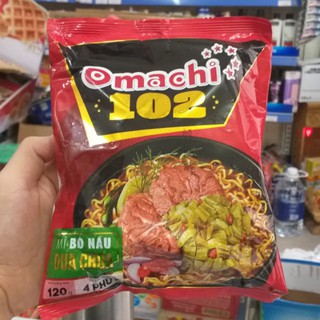 Omachi
102
MÌ
BÒ NẤU
DƯA CHUA
120
4 PHÚT